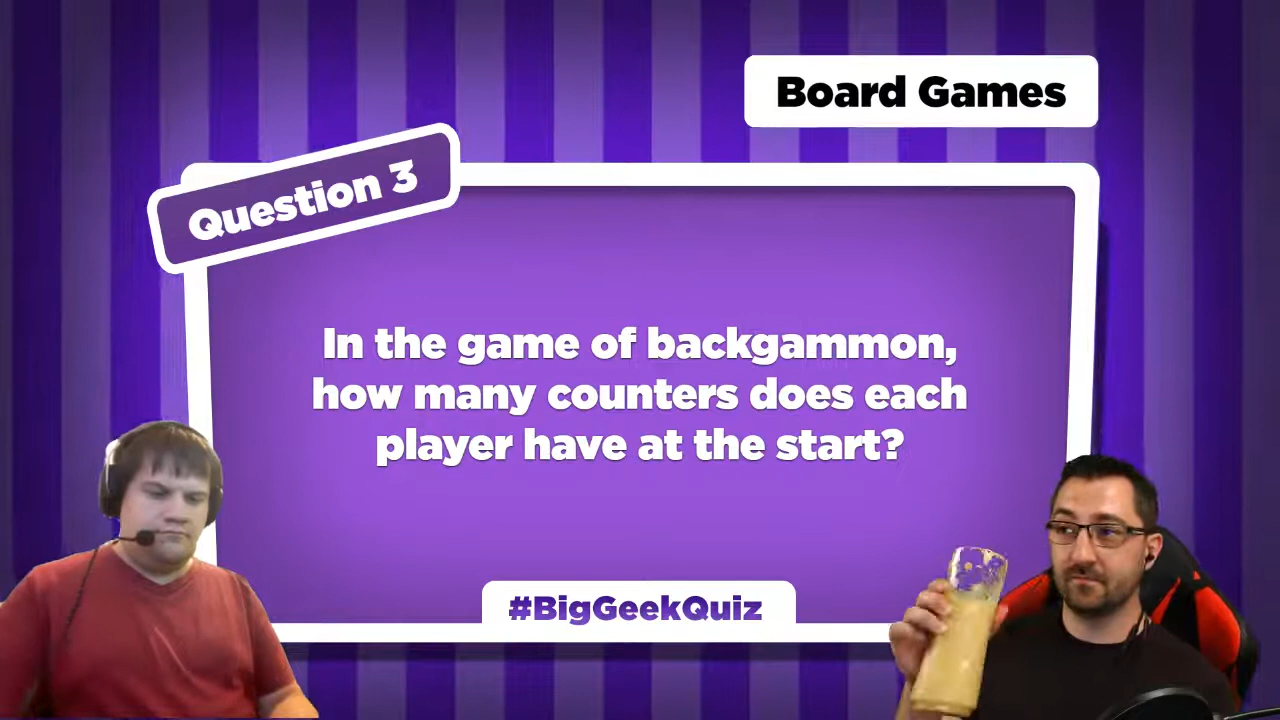 Board Games
Question 3
In the game of backgammon,
how many counters does each
player have at the start?
#BigGeekQuiz